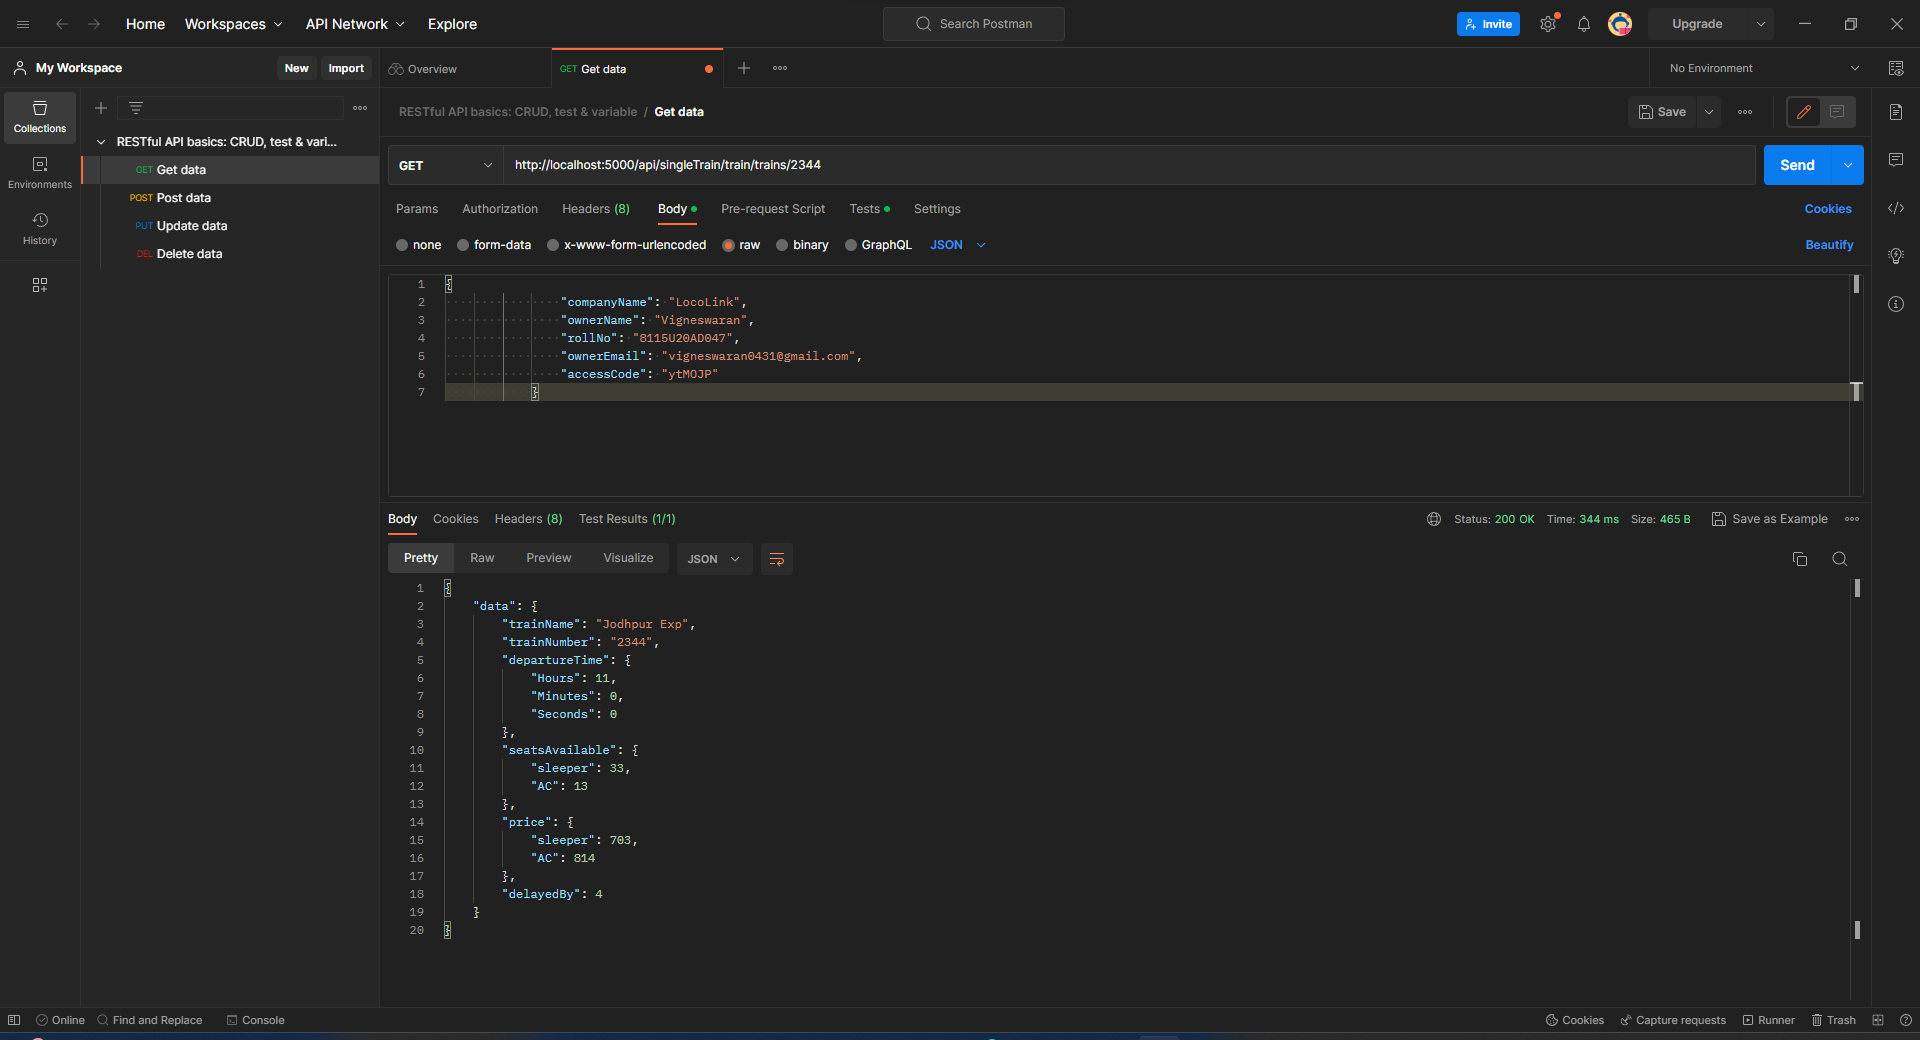 Home Workspaces API Network Explore Search Postman Invite Upgrade
My Workspace New Import Overview GET Get data No Environment
Collections
Environments
History
RESTful API basics: CRUD, test & vari...
GET Get data
POST Post data
PUT Update data
DEL Delete data
RESTful API basics: CRUD, test & variable / Get data Save
GET http://localhost:5000/api/singleTrain/train/trains/2344 Send
Params Authorization Headers (8) Body Pre-request Script Tests Settings Cookies
none form-data x-www-form-urlencoded raw binary GraphQL JSON Beautify
1 {
2 "companyName": "LocoLink",
3 "ownerName": "Vigneswaran",
4 "rollNo": "8115U20AD047",
5 "ownerEmail": "vigneswaran0431@gmail.com",
6 "accessCode": "ytMOJP"
7 }
Body Cookies Headers (8) Test Results (1/1) Status: 200 OK Time: 344 ms Size: 465 B Save as Example
Pretty Raw Preview Visualize JSON
1 {
2 "data": {
3 "trainName": "Jodhpur Exp",
4 "trainNumber": "2344",
5 "departureTime": {
6 "Hours": 11,
7 "Minutes": 0,
8 "Seconds": 0
9 },
10 "seatsAvailable": {
11 "sleeper": 33,
12 "AC": 13
13 },
14 "price": {
15 "sleeper": 703,
16 "AC": 814
17 },
18 "delayedBy": 4
19 }
20 }
Online Find and Replace Console Cookies Capture requests Runner Trash